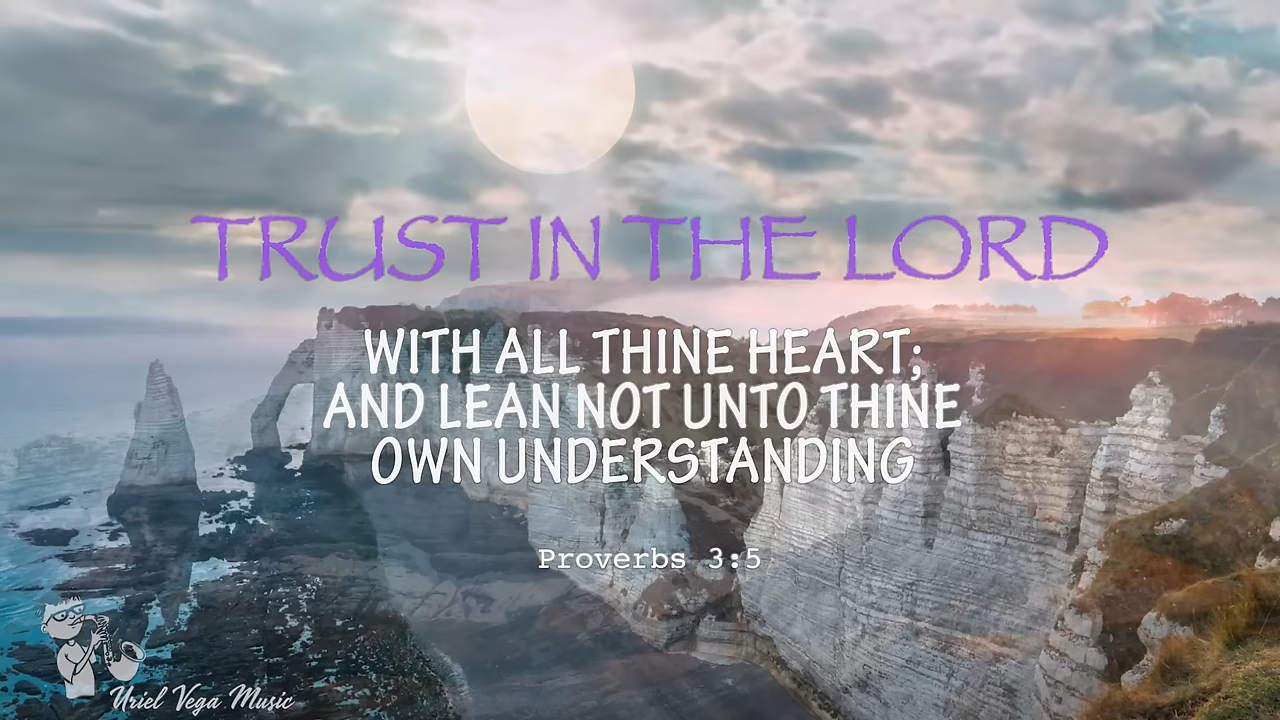 TRUST IN THE LORD
WITH ALL THINE HEART;
AND LEAN NOT UNTO THINE
OWN UNDERSTANDING
Proverbs 3:5
Uriel Vega Music